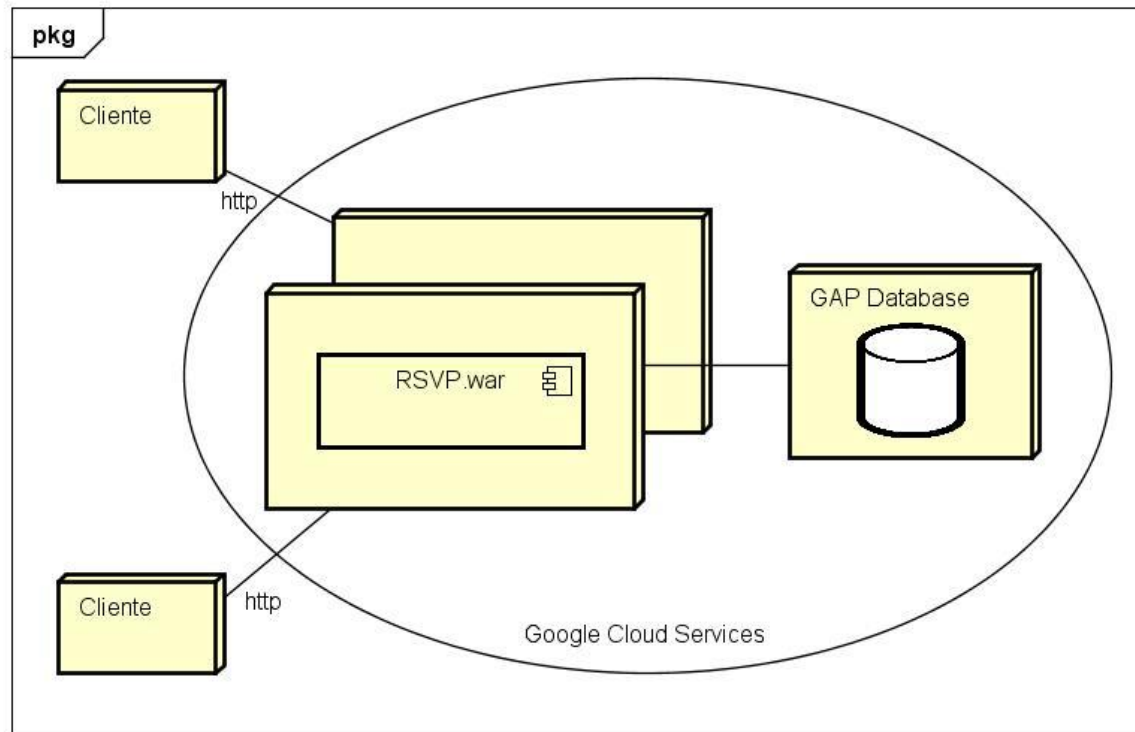 pkg
Cliente
http
GAP Database
RSVP.war
Cliente
http
Google Cloud Services